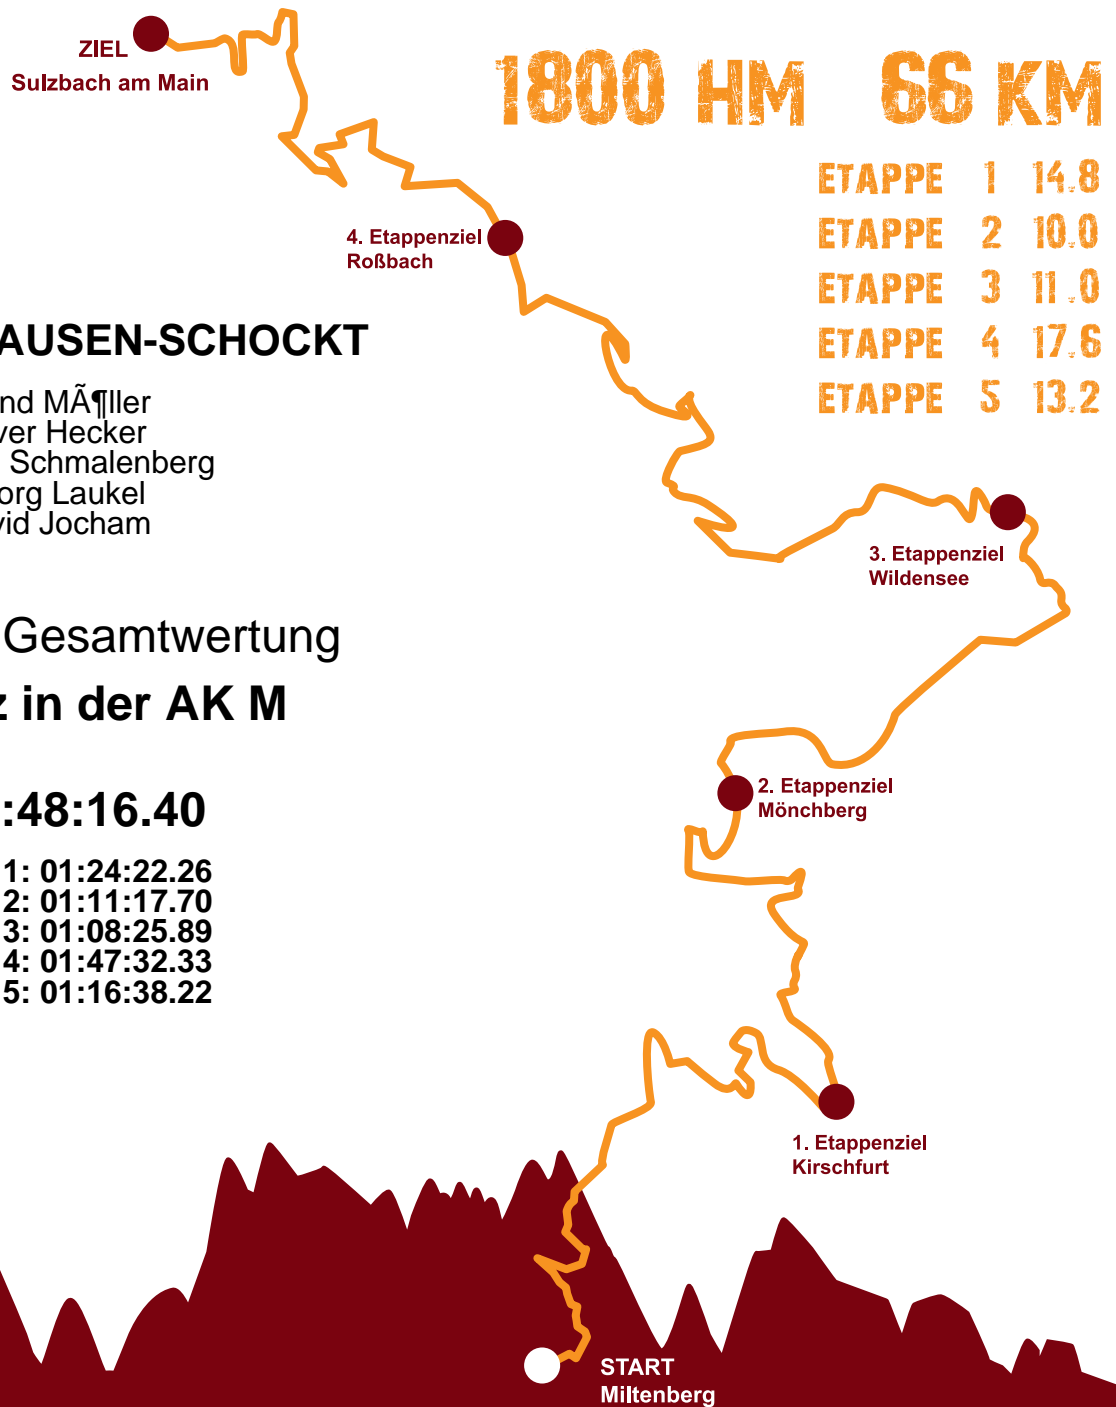 ZIEL
Sulzbach am Main
1800 HM 66 KM
ETAPPE 1 14.8
ETAPPE 2 10.0
ETAPPE 3 11.0
ETAPPE 4 17.6
ETAPPE 5 13.2
4. Etappenziel
Roßbach
AUSEN-SCHOCKT
nd MÃ¶ller
ver Hecker
Schmalenberg
org Laukel
vid Jocham
3. Etappenziel
Wildensee
Gesamtwertung
z in der AK M
2. Etappenziel
Mönchberg
:48:16.40
1: 01:24:22.26
2: 01:11:17.70
3: 01:08:25.89
4: 01:47:32.33
5: 01:16:38.22
1. Etappenziel
Kirschfurt
START
Miltenberg